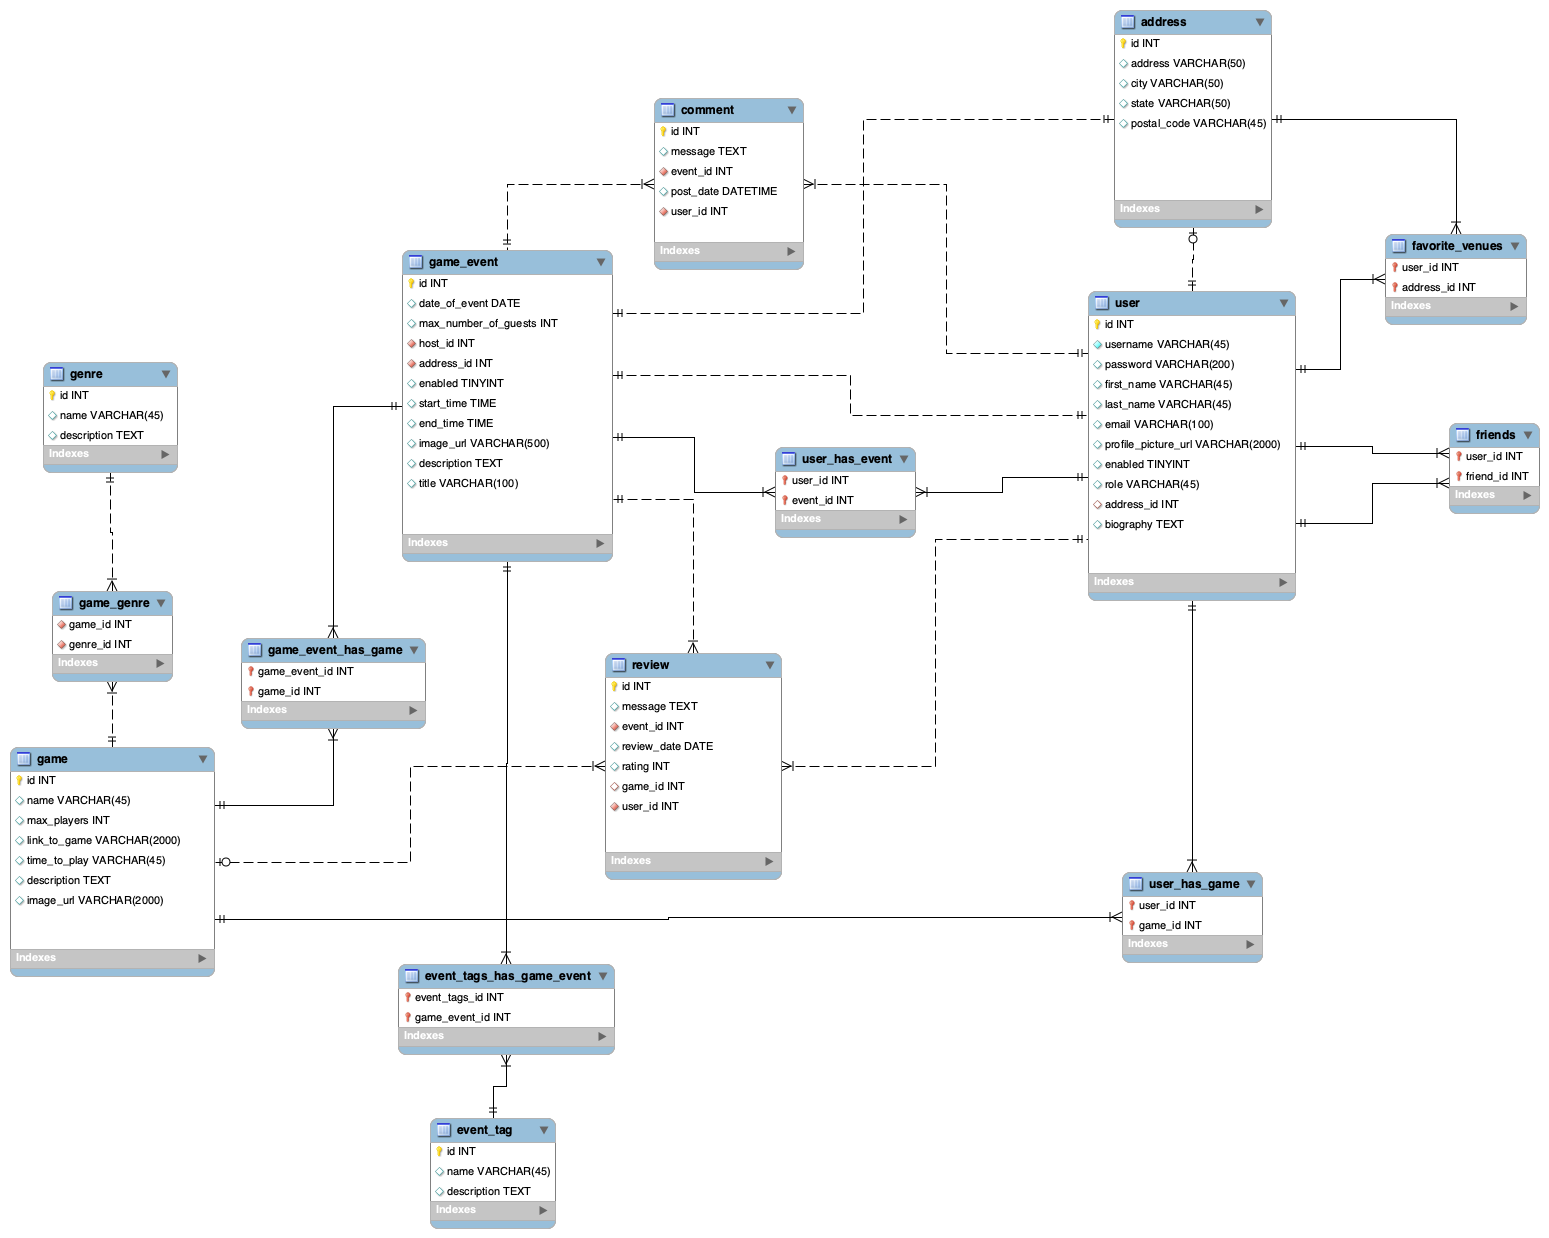 address
id INT
address VARCHAR(50)
city VARCHAR(50)
state VARCHAR(50)
postal_code VARCHAR(45)
Indexes
comment
id INT
message TEXT
event_id INT
post_date DATETIME
user_id INT
Indexes
favorite_venues
user_id INT
address_id INT
Indexes
game_event
id INT
date_of_event DATE
max_number_of_guests INT
host_id INT
address_id INT
enabled TINYINT
start_time TIME
end_time TIME
image_url VARCHAR(500)
description TEXT
title VARCHAR(100)
Indexes
user
id INT
username VARCHAR(45)
password VARCHAR(200)
first_name VARCHAR(45)
last_name VARCHAR(45)
email VARCHAR(100)
profile_picture_url VARCHAR(2000)
enabled TINYINT
role VARCHAR(45)
address_id INT
biography TEXT
Indexes
genre
id INT
name VARCHAR(45)
description TEXT
Indexes
friends
user_id INT
friend_id INT
Indexes
user_has_event
user_id INT
event_id INT
Indexes
game_genre
game_id INT
genre_id INT
Indexes
game_event_has_game
game_event_id INT
game_id INT
Indexes
review
id INT
message TEXT
event_id INT
review_date DATE
rating INT
game_id INT
user_id INT
Indexes
game
id INT
name VARCHAR(45)
max_players INT
link_to_game VARCHAR(2000)
time_to_play VARCHAR(45)
description TEXT
image_url VARCHAR(2000)
Indexes
user_has_game
user_id INT
game_id INT
Indexes
event_tags_has_game_event
event_tags_id INT
game_event_id INT
Indexes
event_tag
id INT
name VARCHAR(45)
description TEXT
Indexes